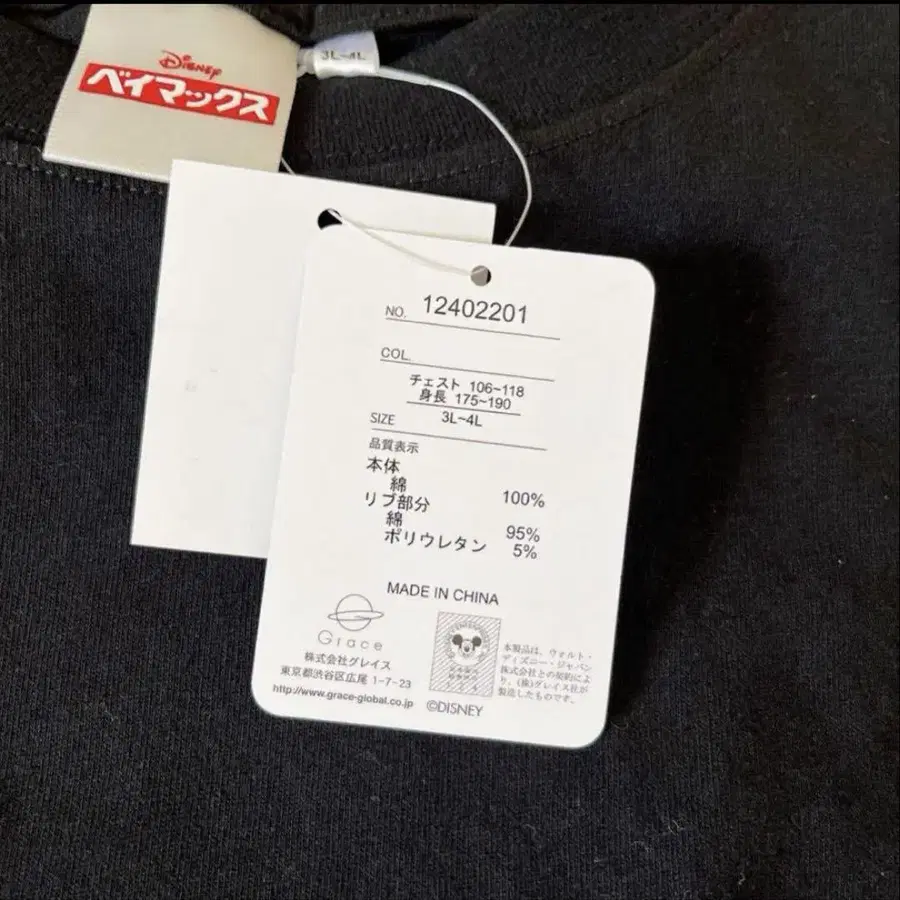 Disney
ベイマックス
3L~4L
NO. 12402201
COL.
チェスト 106~118
身長 175~190
SIZE 3L~4L
品質表示
本体
綿 100%
リブ部分
綿 95%
ポリウレタン 5%
MADE IN CHINA
Grace
株式会社グレイス
東京都渋谷区広尾 1-7-23
http://www.grace-global.co.jp
©DISNEY
本製品は、ウォルト・
ディズニー・ジャパン
株式会社との契約によ
り、(株)グレイス社が
製造したものです。